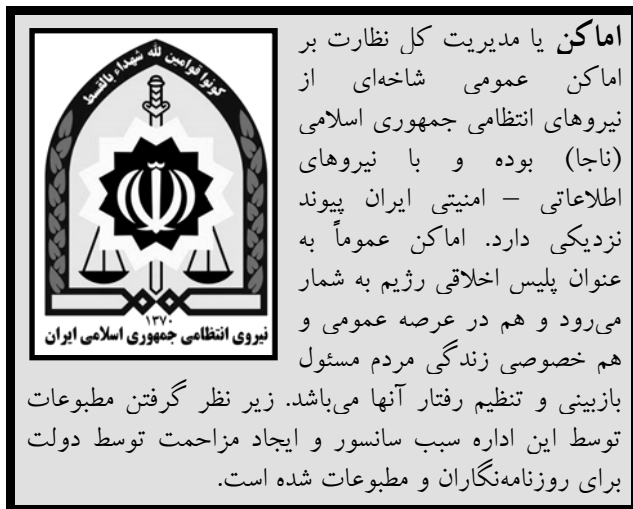 اماکن یا مدیریت کل نظارت بر
اماکن عمومی شاخه‌ای از
نیروهای انتظامی جمهوری اسلامی
(ناجا) بوده و با نیروهای
اطلاعاتی – امنیتی ایران پیوند
نزدیکی دارد. اماکن عموماً به
عنوان پلیس اخلاقی رژیم به شمار
می‌رود و هم در عرصه عمومی و
هم خصوصی زندگی مردم مسئول
بازبینی و تنظیم رفتار آنها می‌باشد. زیر نظر گرفتن مطبوعات
توسط این اداره سبب سانسور و ایجاد مزاحمت توسط دولت
برای روزنامه‌نگاران و مطبوعات شده است.
کونوا قوامین لله شهداء بالقسط
۱۳۷۰
نیروی انتظامی جمهوری اسلامی ایران